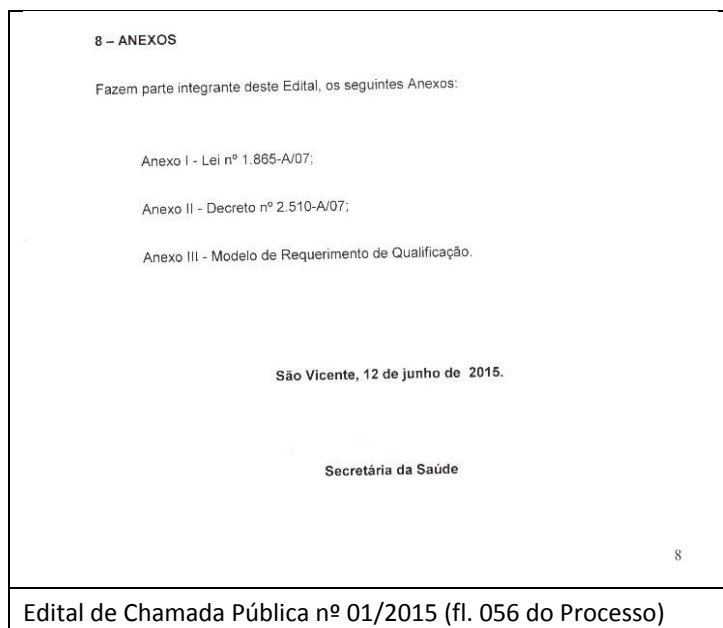 8 – ANEXOS
Fazem parte integrante deste Edital, os seguintes Anexos:
Anexo I - Lei nº 1.865-A/07;
Anexo II - Decreto nº 2.510-A/07;
Anexo III - Modelo de Requerimento de Qualificação.
São Vicente, 12 de junho de 2015.
Secretária da Saúde
8
Edital de Chamada Pública nº 01/2015 (fl. 056 do Processo)